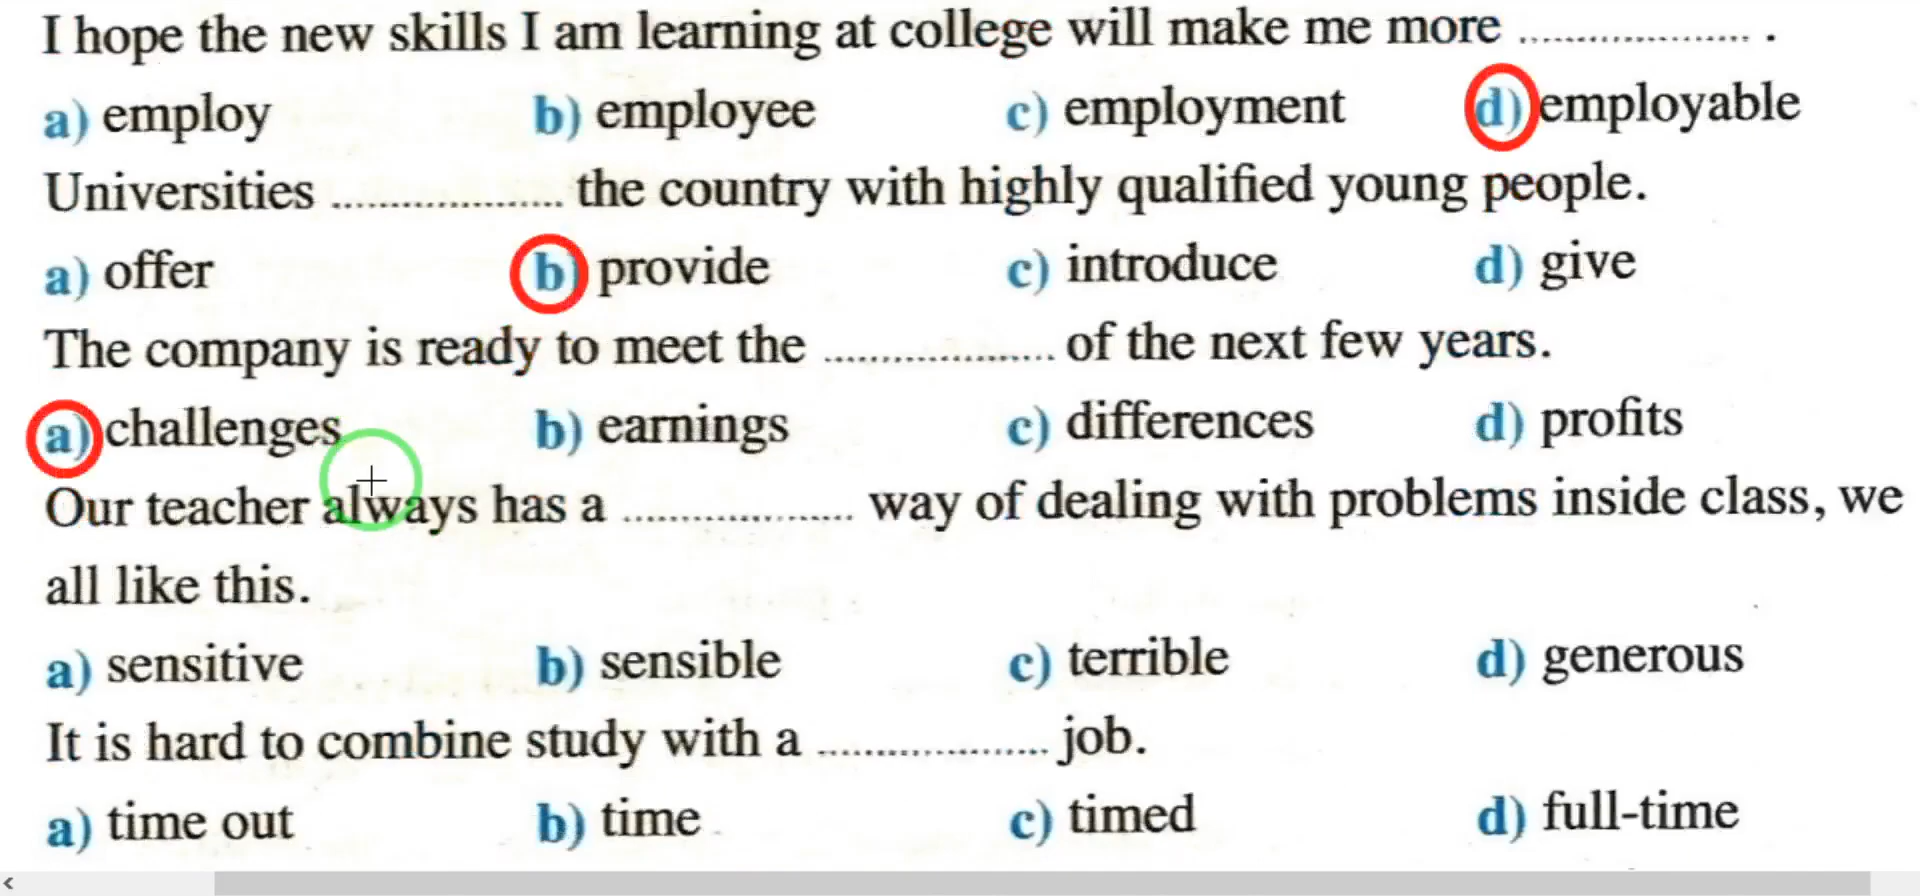 I hope the new skills I am learning at college will make me more .................... .
a) employ b) employee c) employment d) employable
Universities .................... the country with highly qualified young people.
a) offer b) provide c) introduce d) give
The company is ready to meet the .................... of the next few years.
a) challenges b) earnings c) differences d) profits
Our teacher always has a .................... way of dealing with problems inside class, we
all like this.
a) sensitive b) sensible c) terrible d) generous
It is hard to combine study with a .................... job.
a) time out b) time c) timed d) full-time